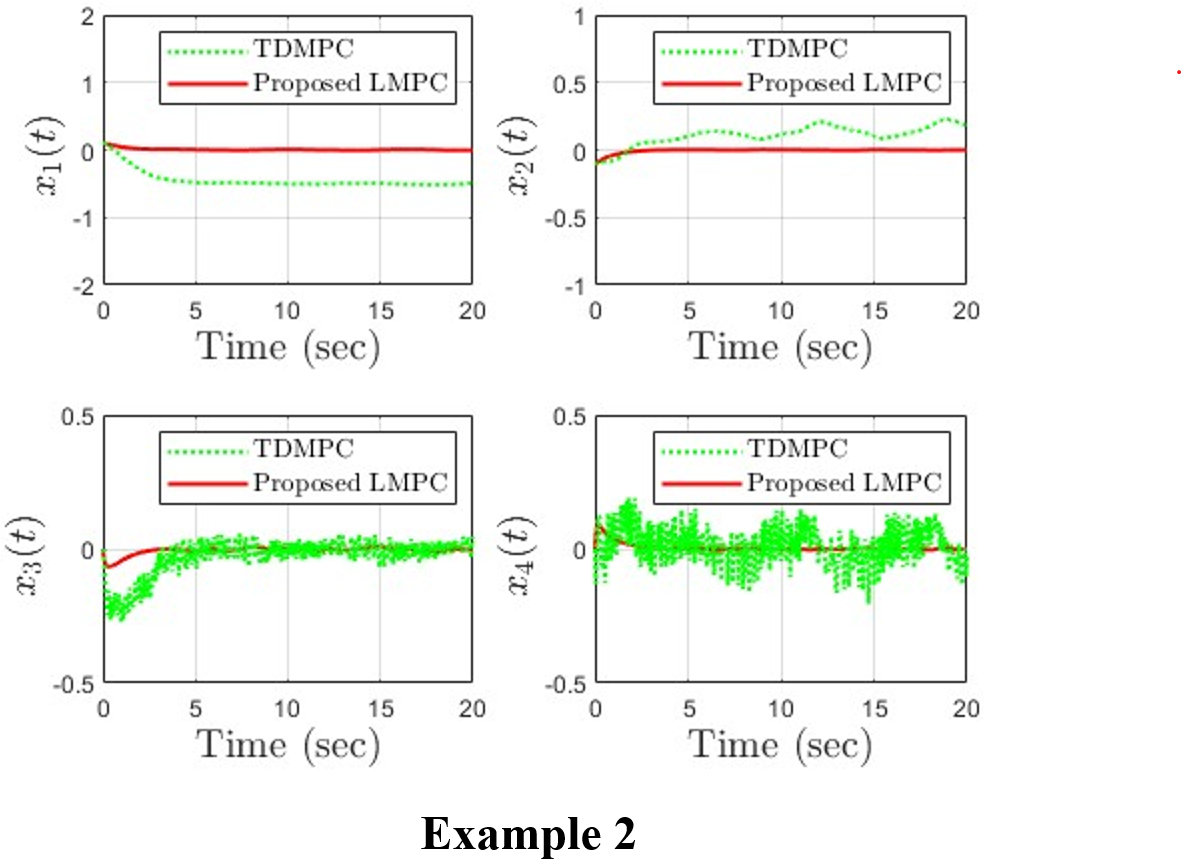 2
1
0
-1
-2
x₁(t)
TDMPC
Proposed LMPC
0 5 10 15 20
Time (sec)
1
0.5
0
-0.5
-1
x₂(t)
TDMPC
Proposed LMPC
0 5 10 15 20
Time (sec)
0.5
0
-0.5
x₃(t)
TDMPC
Proposed LMPC
0 5 10 15 20
Time (sec)
0.5
0
-0.5
x₄(t)
TDMPC
Proposed LMPC
0 5 10 15 20
Time (sec)
Example 2